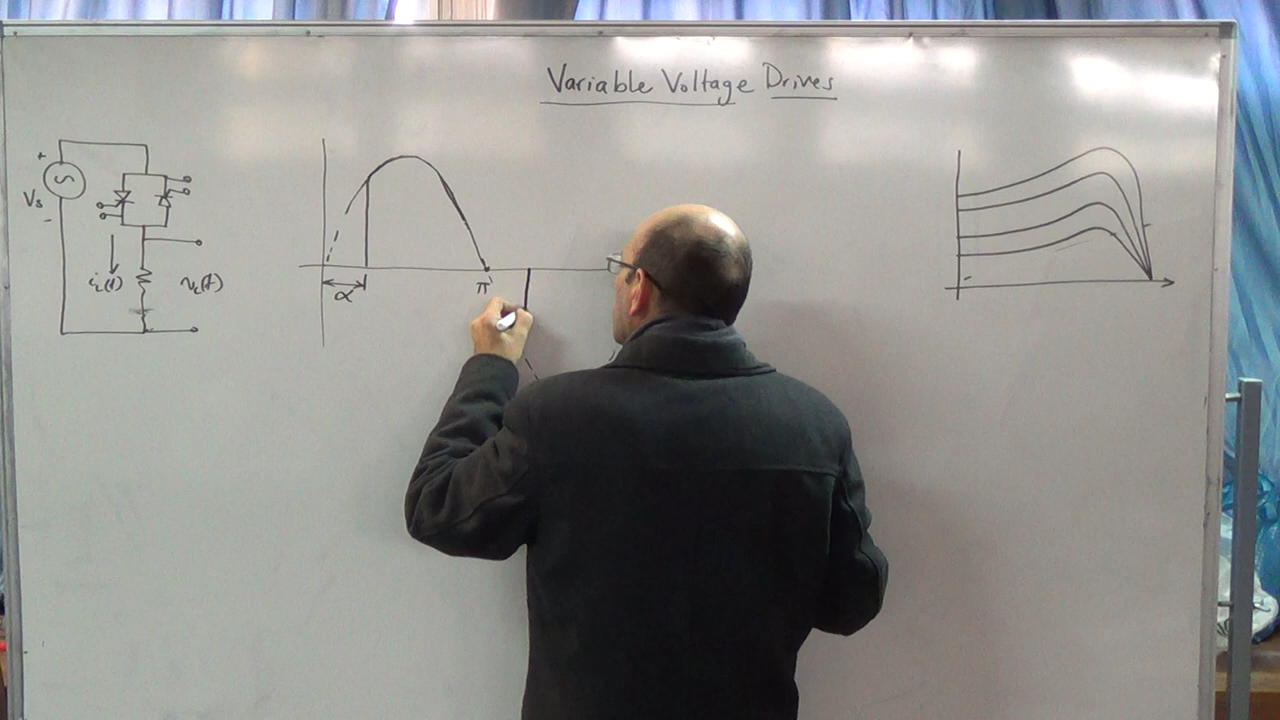 Variable Voltage Drives
+
Vs
-
iL(t)
vL(t)
α
π